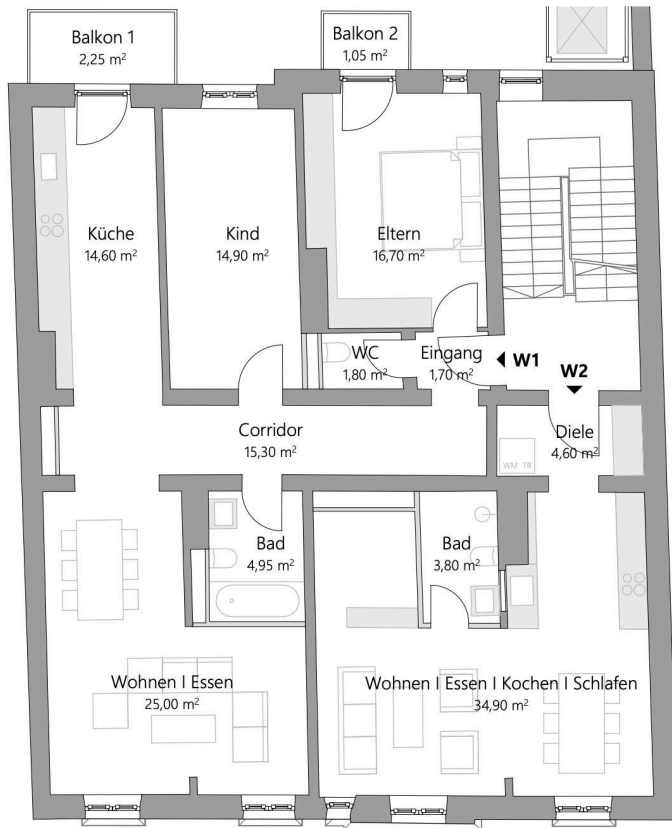 Balkon 1
2,25 m²
Balkon 2
1,05 m²
Küche
14,60 m²
Kind
14,90 m²
Eltern
16,70 m²
WC
1,80 m²
Eingang
1,70 m²
W1
W2
Corridor
15,30 m²
Diele
4,60 m²
WM TR
Bad
4,95 m²
Bad
3,80 m²
Wohnen I Essen
25,00 m²
Wohnen I Essen I Kochen I Schlafen
34,90 m²